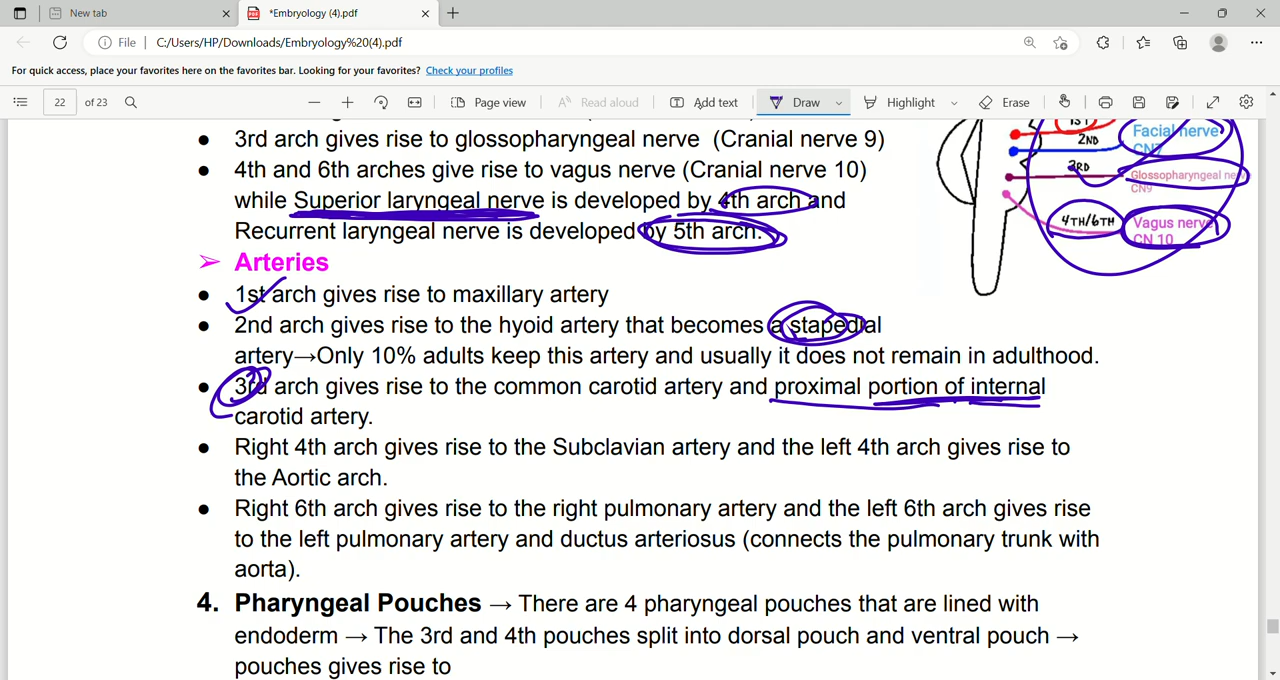 New tab
*Embryology (4).pdf
File
C:/Users/HP/Downloads/Embryology%20(4).pdf
For quick access, place your favorites here on the favorites bar. Looking for your favorites? Check your profiles
22 of 23
Page view
Read aloud
Add text
Draw
Highlight
Erase
3rd arch gives rise to glossopharyngeal nerve (Cranial nerve 9)
4th and 6th arches give rise to vagus nerve (Cranial nerve 10)
while Superior laryngeal nerve is developed by 4th arch and
Recurrent laryngeal nerve is developed by 5th arch.
➢ Arteries
● 1st arch gives rise to maxillary artery
● 2nd arch gives rise to the hyoid artery that becomes a stapedial
artery→Only 10% adults keep this artery and usually it does not remain in adulthood.
● 3rd arch gives rise to the common carotid artery and proximal portion of internal
carotid artery.
● Right 4th arch gives rise to the Subclavian artery and the left 4th arch gives rise to
the Aortic arch.
● Right 6th arch gives rise to the right pulmonary artery and the left 6th arch gives rise
to the left pulmonary artery and ductus arteriosus (connects the pulmonary trunk with
aorta).
4. Pharyngeal Pouches → There are 4 pharyngeal pouches that are lined with
endoderm → The 3rd and 4th pouches split into dorsal pouch and ventral pouch →
pouches gives rise to
1ST
2ND
Facial nerve
CN7
3RD
Glossopharyngeal nerv
CN9
4TH/6TH
Vagus nerve
CN 10